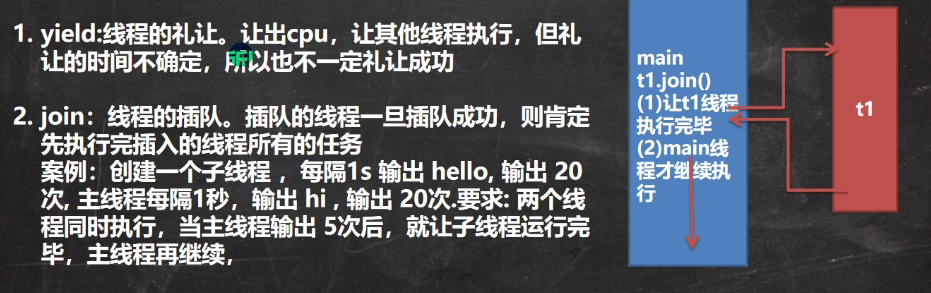 1. yield:线程的礼让。让出cpu，让其他线程执行，但礼
让的时间不确定，所以也不一定礼让成功
2. join：线程的插队。插队的线程一旦插队成功，则肯定
先执行完插入的线程所有的任务
案例：创建一个子线程 ，每隔1s 输出 hello, 输出 20
次, 主线程每隔1秒，输出 hi , 输出 20次.要求: 两个线
程同时执行，当主线程输出 5次后，就让子线程运行完
毕，主线程再继续，
main
t1.join()
(1)让t1线程
执行完毕
(2)main线
程才继续执
行
t1